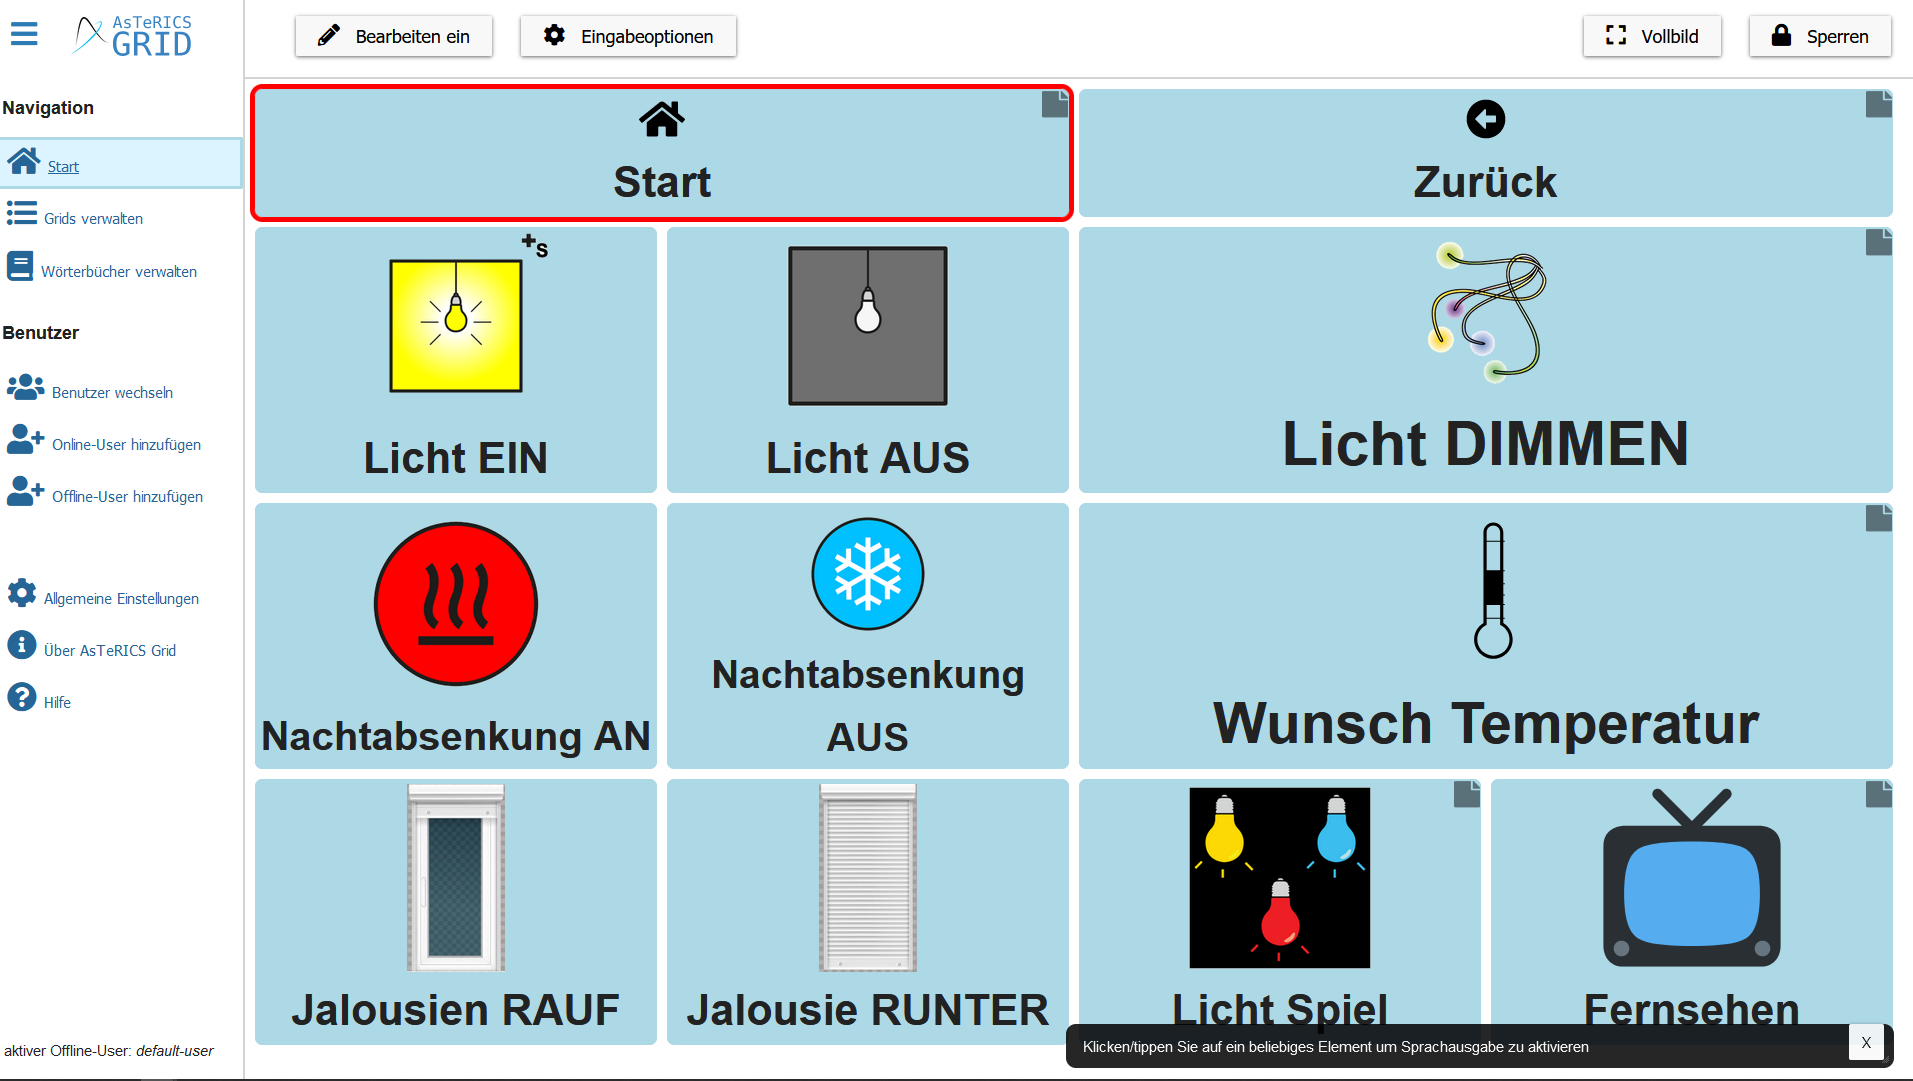 AsTeRICS
GRID
Bearbeiten ein
Eingabeoptionen
Vollbild
Sperren
Navigation
Start
Grids verwalten
Wörterbücher verwalten
Benutzer
Benutzer wechseln
Online-User hinzufügen
Offline-User hinzufügen
Allgemeine Einstellungen
Über AsTeRICS Grid
Hilfe
aktiver Offline-User: default-user
Start
Zurück
+s
Licht EIN
Licht AUS
Licht DIMMEN
Nachtabsenkung AN
Nachtabsenkung
AUS
Wunsch Temperatur
Jalousien RAUF
Jalousie RUNTER
Licht Spiel
Fernsehen
Klicken/tippen Sie auf ein beliebiges Element um Sprachausgabe zu aktivieren
X